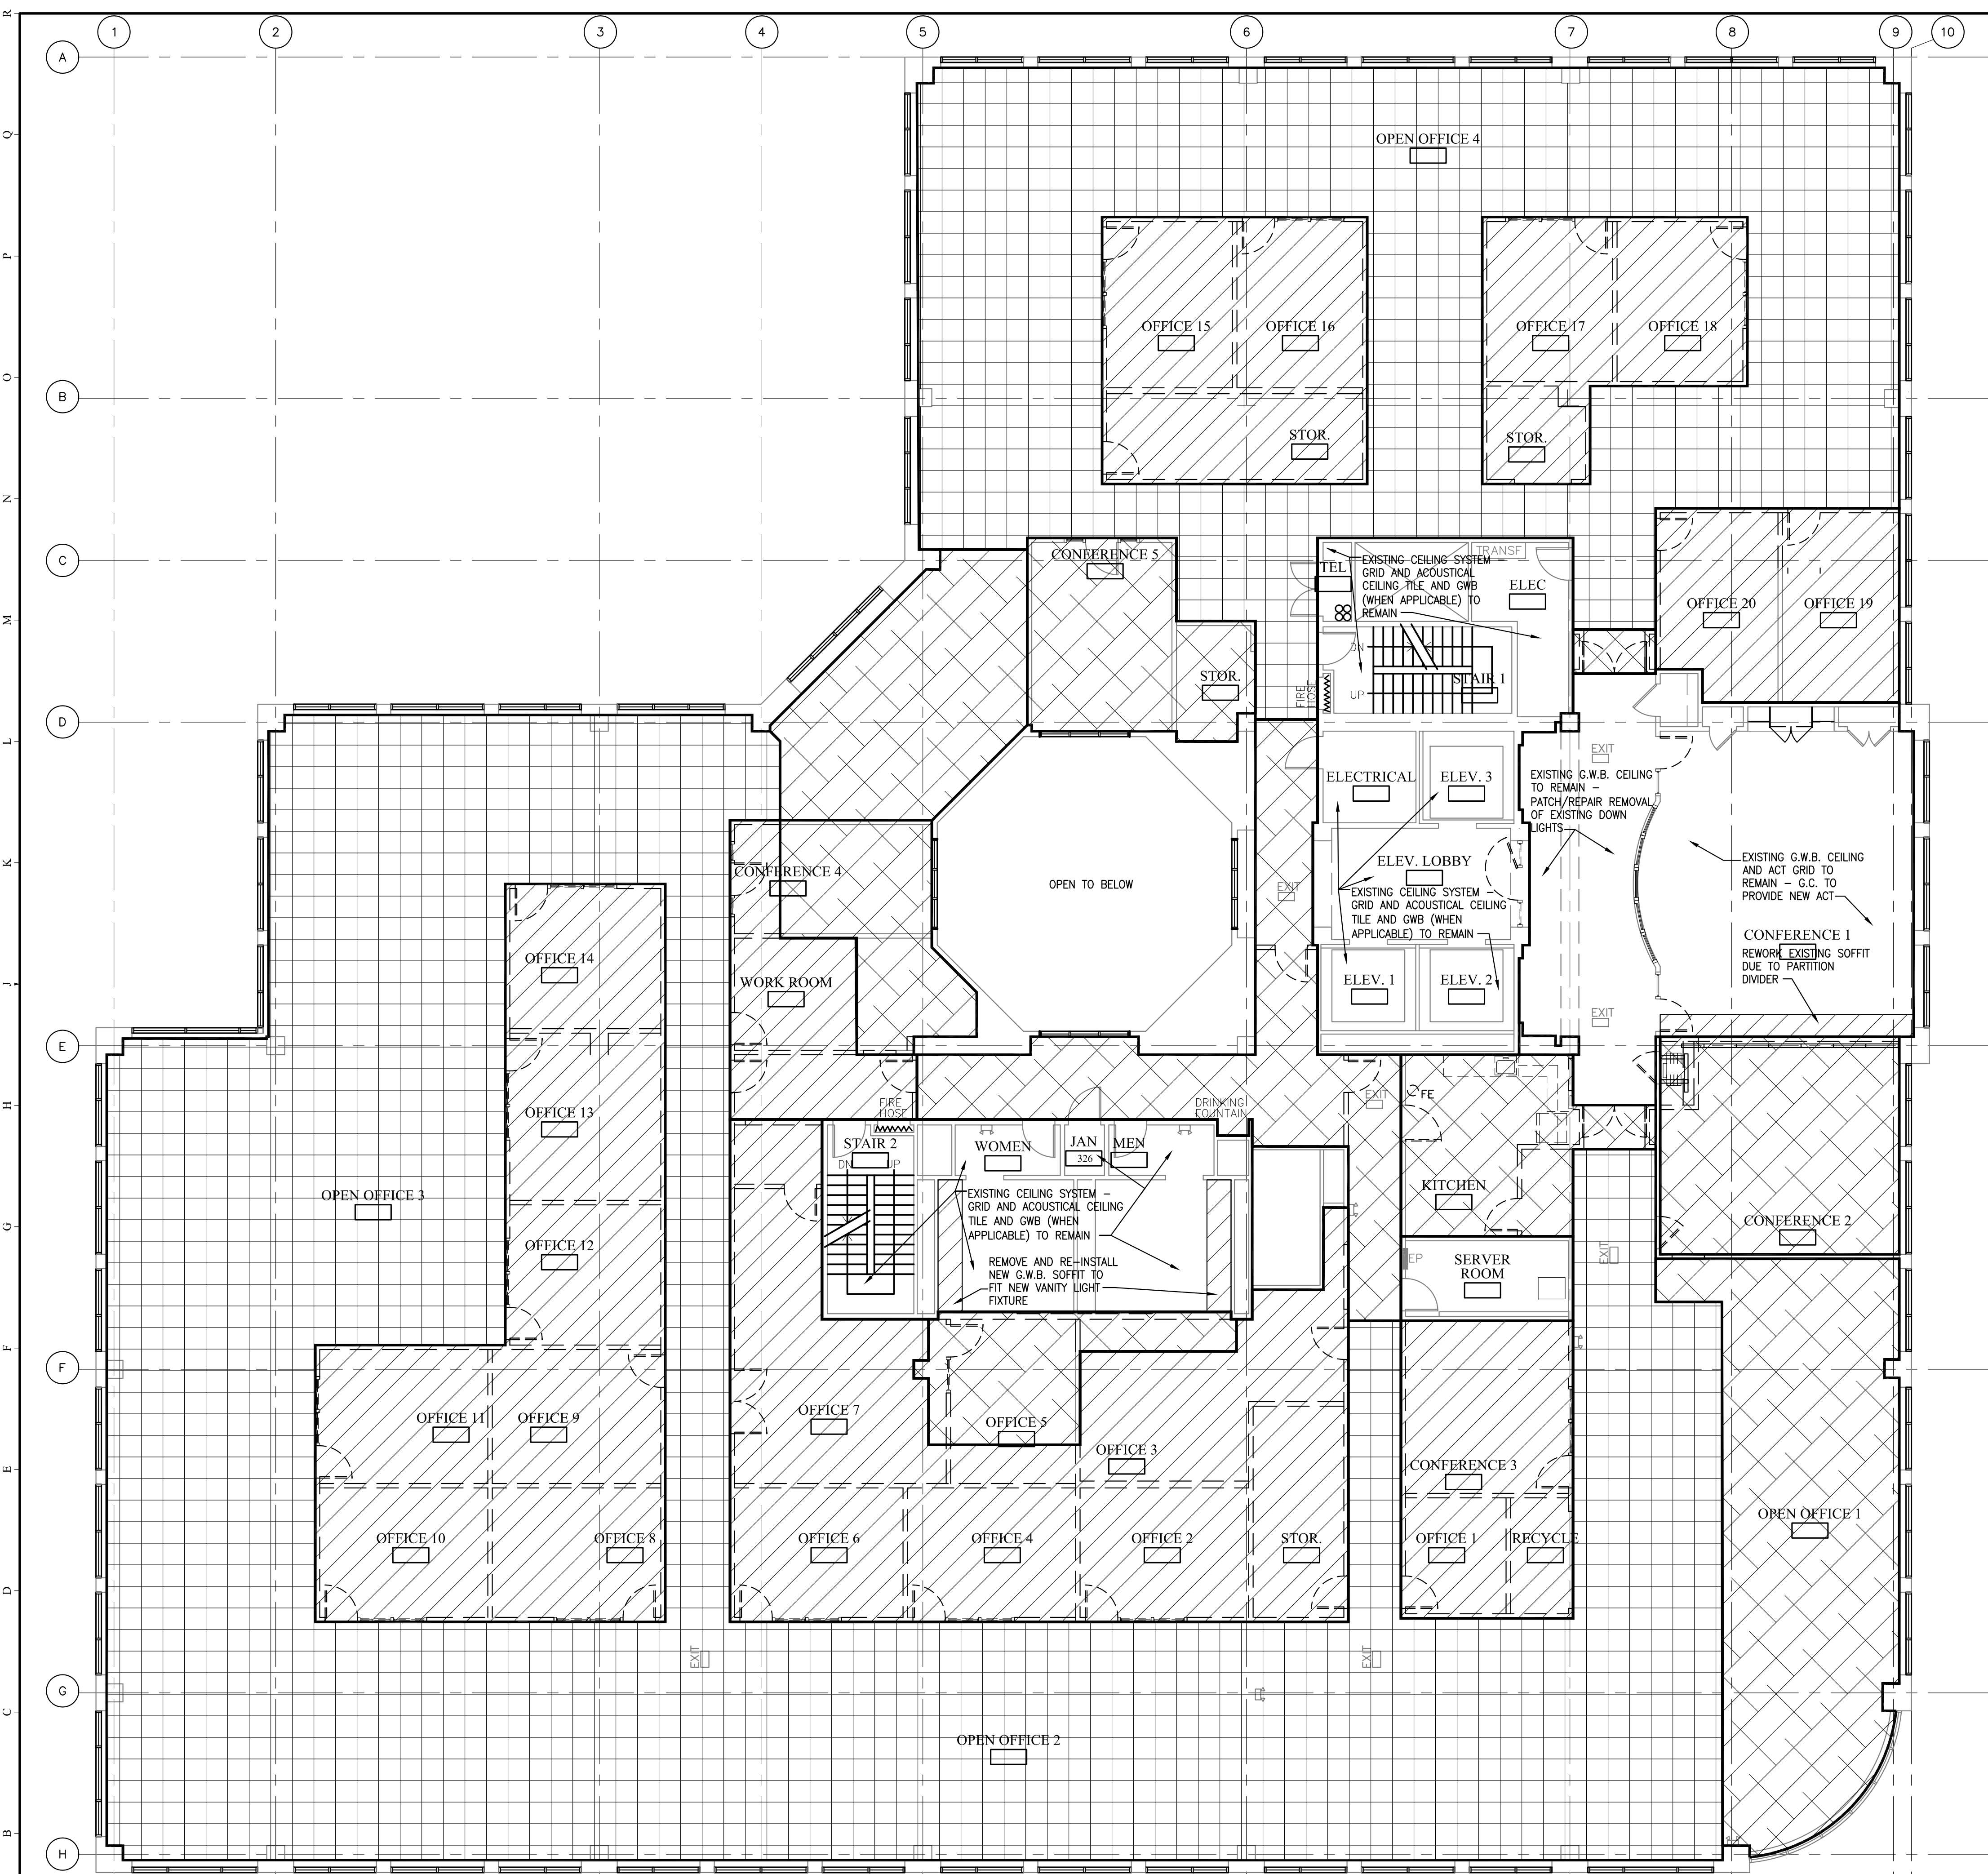 R
1
2
3
4
5
6
7
8
9
10
A
Q
OPEN OFFICE 4
P
OFFICE 15
OFFICE 16
OFFICE 17
OFFICE 18
O
B
STOR.
STOR.
N
C
CONFERENCE 5
TRANSF
TEL
ELEC
EXISTING CEILING SYSTEM –
GRID AND ACOUSTICAL
CEILING TILE AND GWB
(WHEN APPLICABLE) TO
REMAIN
OFFICE 20
OFFICE 19
M
DN
UP
FIRE
HOSE
STAIR 1
STOR.
D
L
EXIT
ELECTRICAL
ELEV. 3
EXISTING G.W.B. CEILING
TO REMAIN –
PATCH/REPAIR REMOVAL
OF EXISTING DOWN
LIGHTS
K
CONFERENCE 4
OPEN TO BELOW
EXIT
ELEV. LOBBY
EXISTING CEILING SYSTEM –
GRID AND ACOUSTICAL CEILING
TILE AND GWB (WHEN
APPLICABLE) TO REMAIN
EXISTING G.W.B. CEILING
AND ACT GRID TO
REMAIN – G.C. TO
PROVIDE NEW ACT
CONFERENCE 1
REWORK EXISTING SOFFIT
DUE TO PARTITION
DIVIDER
OFFICE 14
J
WORK ROOM
ELEV. 1
ELEV. 2
EXIT
E
H
OFFICE 13
FIRE
HOSE
DRINKING
FOUNTAIN
EXIT
FE
STAIR 2
DN
UP
WOMEN
JAN
326
MEN
OPEN OFFICE 3
KITCHEN
G
EXISTING CEILING SYSTEM –
GRID AND ACOUSTICAL CEILING
TILE AND GWB (WHEN
APPLICABLE) TO REMAIN
CONFERENCE 2
OFFICE 12
REMOVE AND RE-INSTALL
NEW G.W.B. SOFFIT TO
FIT NEW VANITY LIGHT
FIXTURE
EP
SERVER
ROOM
EXIT
F
F
OFFICE 11
OFFICE 9
OFFICE 7
OFFICE 5
OFFICE 3
E
CONFERENCE 3
OPEN OFFICE 1
OFFICE 10
OFFICE 8
OFFICE 6
OFFICE 4
OFFICE 2
STOR.
OFFICE 1
RECYCLE
D
EXIT
EXIT
G
C
OPEN OFFICE 2
B
H